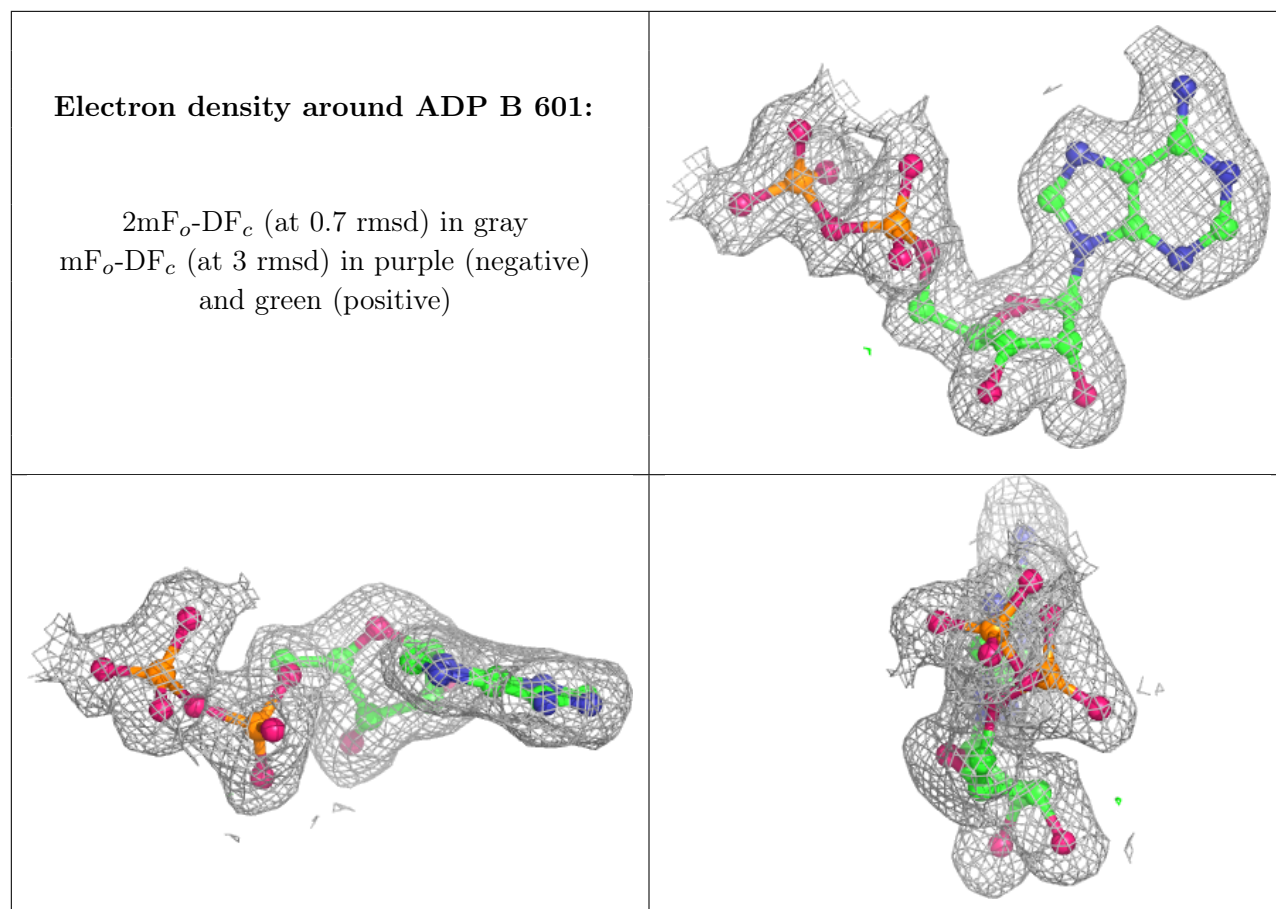 Electron density around ADP B 601:
2mFo-DFc (at 0.7 rmsd) in gray
mFo-DFc (at 3 rmsd) in purple (negative)
and green (positive)